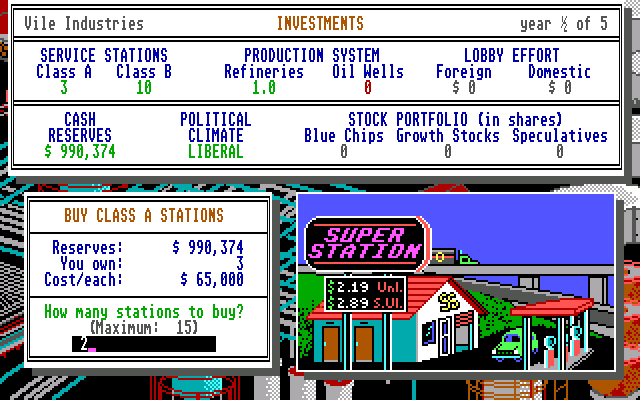 Vile Industries INVESTMENTS year ½ of 5
SERVICE STATIONS PRODUCTION SYSTEM LOBBY EFFORT
Class A Class B Refineries Oil Wells Foreign Domestic
3 10 1.0 0 $ 0 $ 0
CASH POLITICAL STOCK PORTFOLIO (in shares)
RESERVES CLIMATE Blue Chips Growth Stocks Speculatives
$ 990,374 LIBERAL 0 0 0
BUY CLASS A STATIONS
Reserves: $ 990,374
You own: 3
Cost/each: $ 65,000
How many stations to buy?
(Maximum: 15)
2
SUPER
STATION
$2.19 Unl.
$2.89 S.Ul.